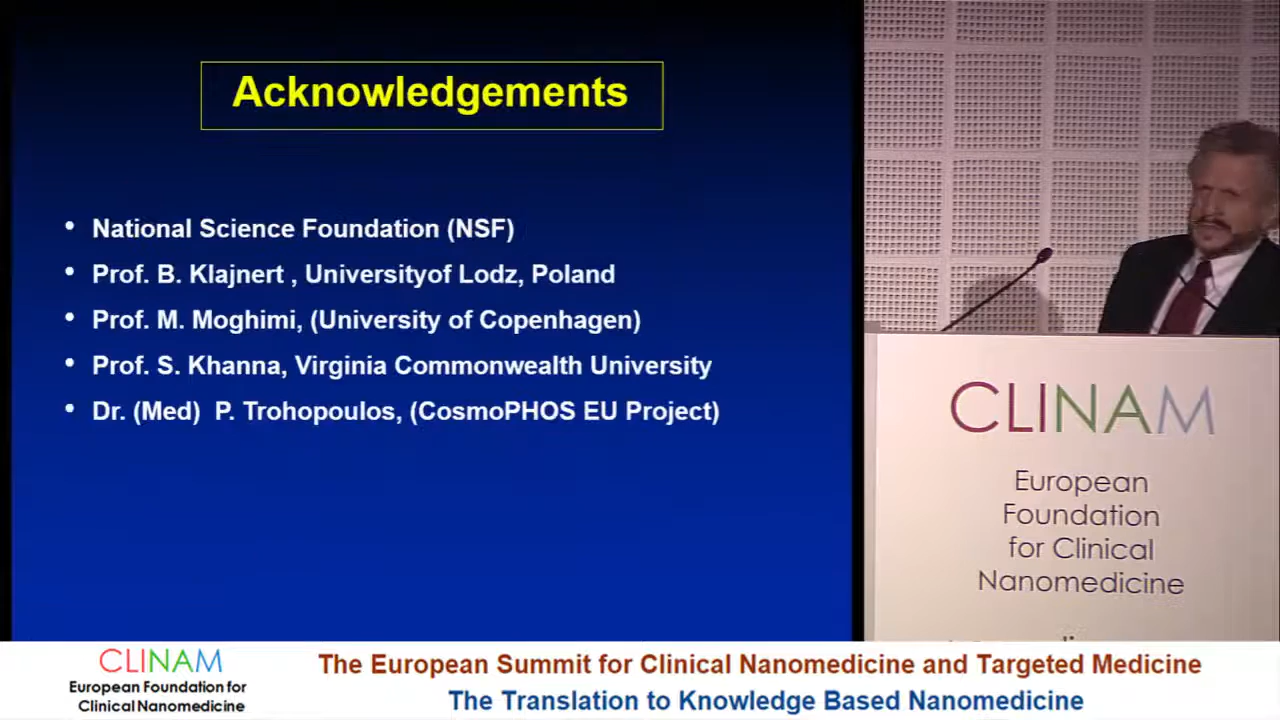 Acknowledgements
• National Science Foundation (NSF)
• Prof. B. Klajnert , Universityof Lodz, Poland
• Prof. M. Moghimi, (University of Copenhagen)
• Prof. S. Khanna, Virginia Commonwealth University
• Dr. (Med) P. Trohopoulos, (CosmoPHOS EU Project)
CLINAM
European
Foundation
for Clinical
Nanomedicine
CLINAM
European Foundation for
Clinical Nanomedicine
The European Summit for Clinical Nanomedicine and Targeted Medicine
The Translation to Knowledge Based Nanomedicine